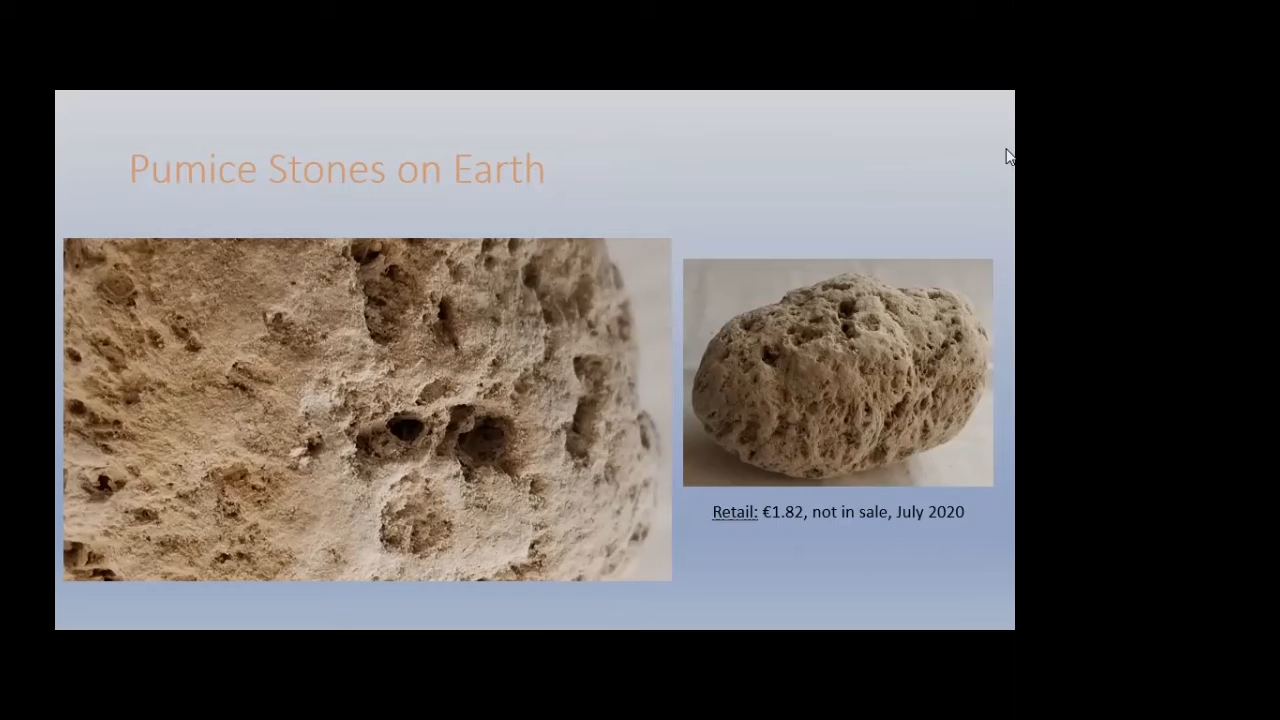 Pumice Stones on Earth
Retail: €1.82, not in sale, July 2020